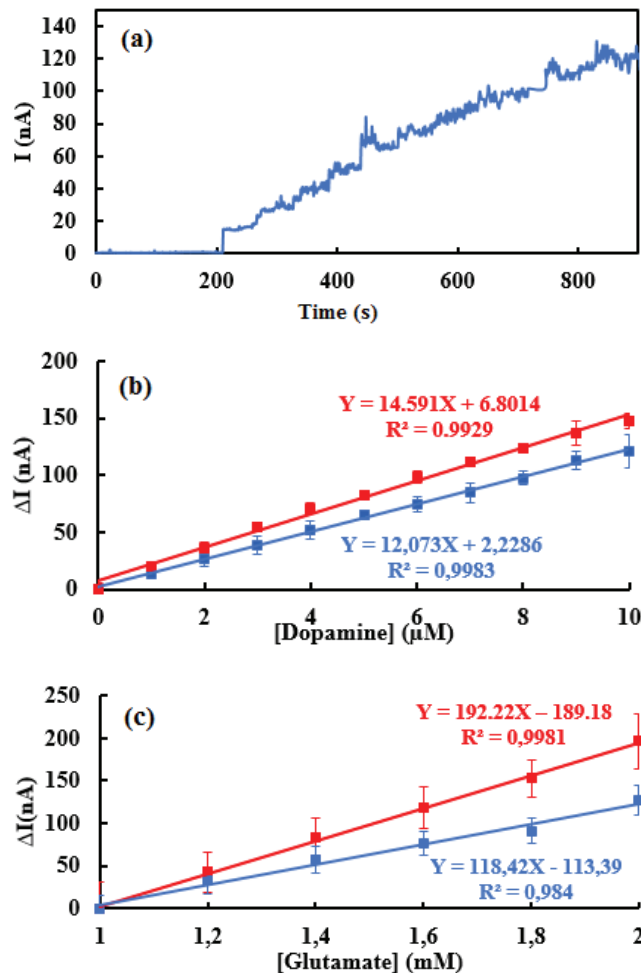 (a)
I (nA)
140
120
100
80
60
40
20
0
0 200 400 600 800
Time (s)
(b)
ΔI (nA)
200
150
100
50
0
Y = 14.591X + 6.8014
R² = 0.9929
Y = 12,073X + 2,2286
R² = 0,9983
0 2 4 6 8 10
[Dopamine] (µM)
(c)
ΔI(nA)
250
200
150
100
50
0
Y = 192.22X – 189.18
R² = 0,9981
Y = 118,42X - 113,39
R² = 0,984
1 1,2 1,4 1,6 1,8 2
[Glutamate] (mM)